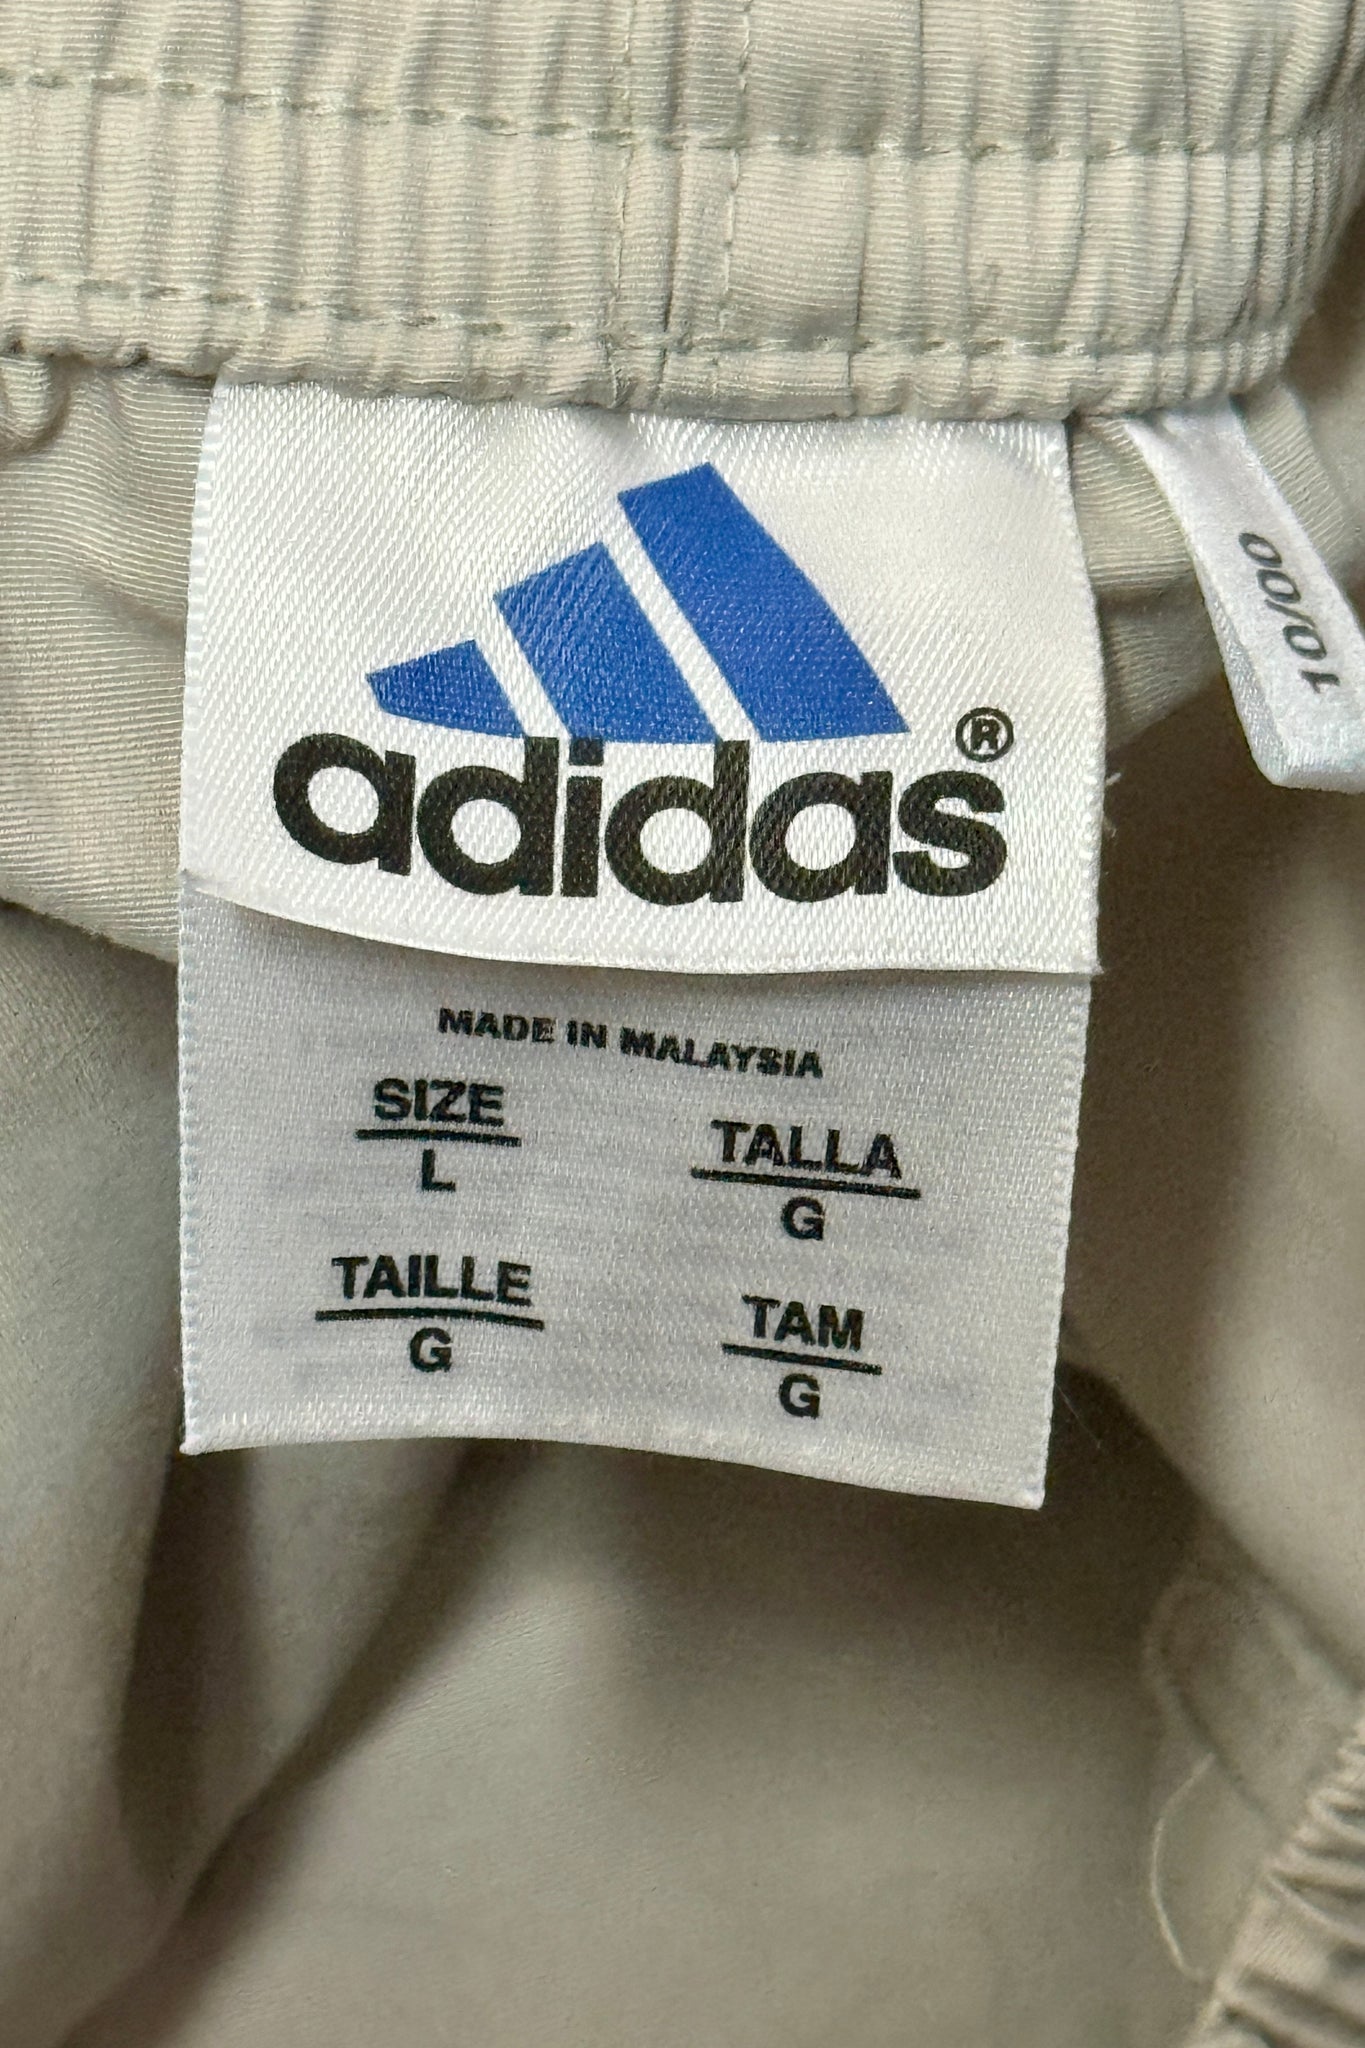 adidas®
10/00
MADE IN MALAYSIA
SIZE
L
TALLA
G
TAILLE
G
TAM
G